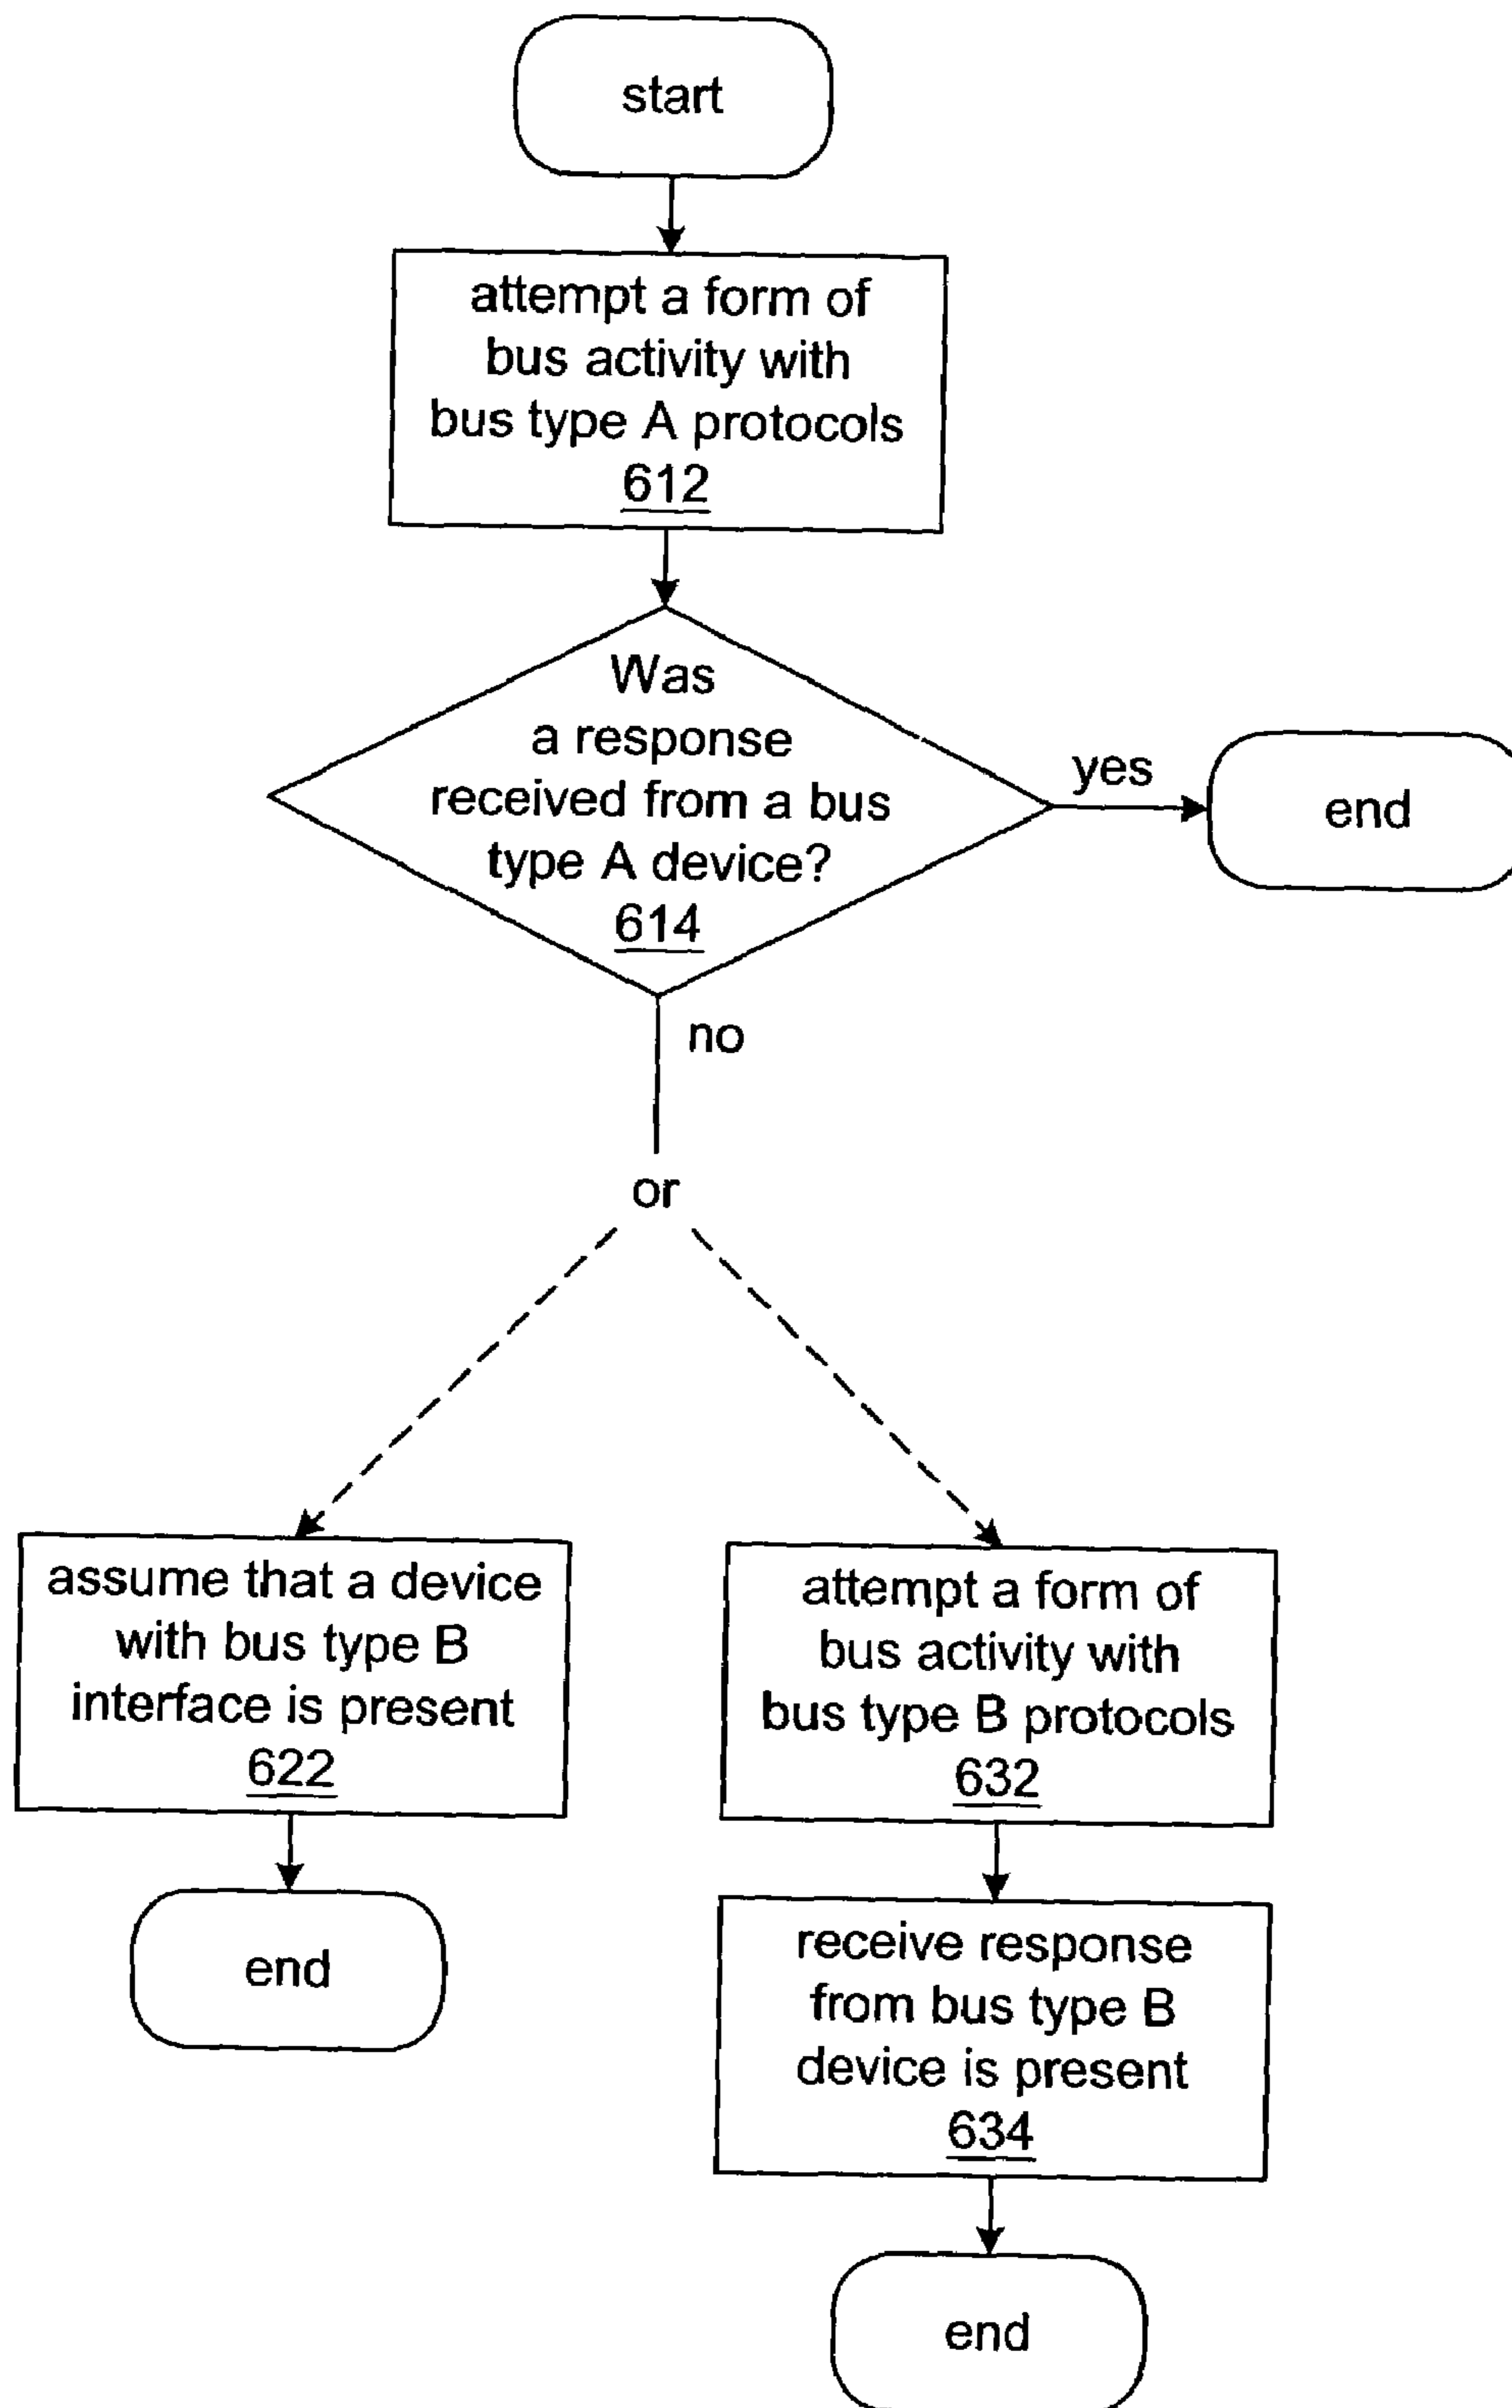 start
attempt a form of
bus activity with
bus type A protocols
612
Was
a response
received from a bus
type A device?
614
yes
end
no
or
assume that a device
with bus type B
interface is present
622
end
attempt a form of
bus activity with
bus type B protocols
632
receive response
from bus type B
device is present
634
end